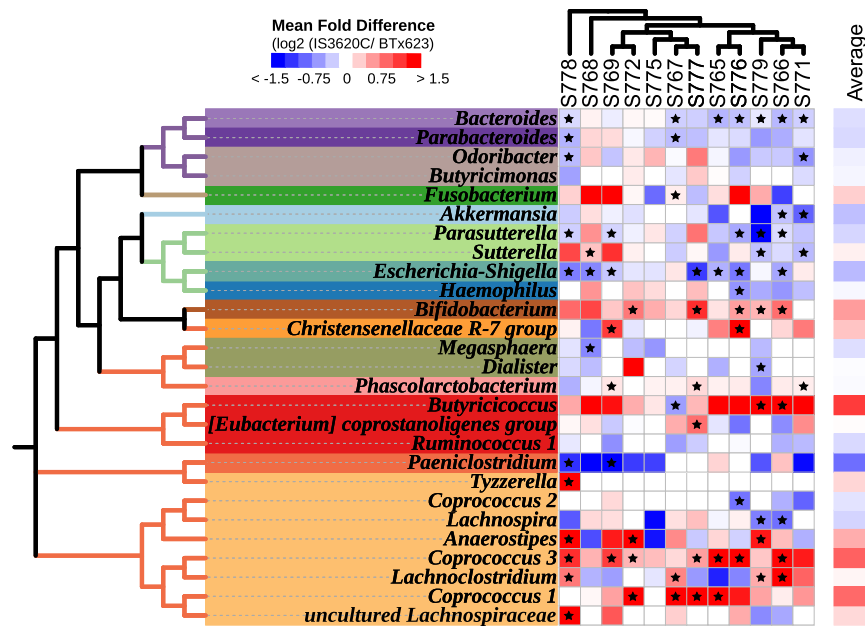 Mean Fold Difference
(log2 (IS3620C/ BTx623)
< -1.5 -0.75 0 0.75 > 1.5
S778 S768 S769 S772 S775 S767 S777 S765 S776 S779 S766 S771 Average
Bacteroides
Parabacteroides
Odoribacter
Butyricimonas
Fusobacterium
Akkermansia
Parasutterella
Sutterella
Escherichia-Shigella
Haemophilus
Bifidobacterium
Christensenellaceae R-7 group
Megasphaera
Dialister
Phascolarctobacterium
Butyricicoccus
[Eubacterium] coprostanoligenes group
Ruminococcus 1
Paeniclostridium
Tyzzerella
Coprococcus 2
Lachnospira
Anaerostipes
Coprococcus 3
Lachnoclostridium
Coprococcus 1
uncultured Lachnospiraceae